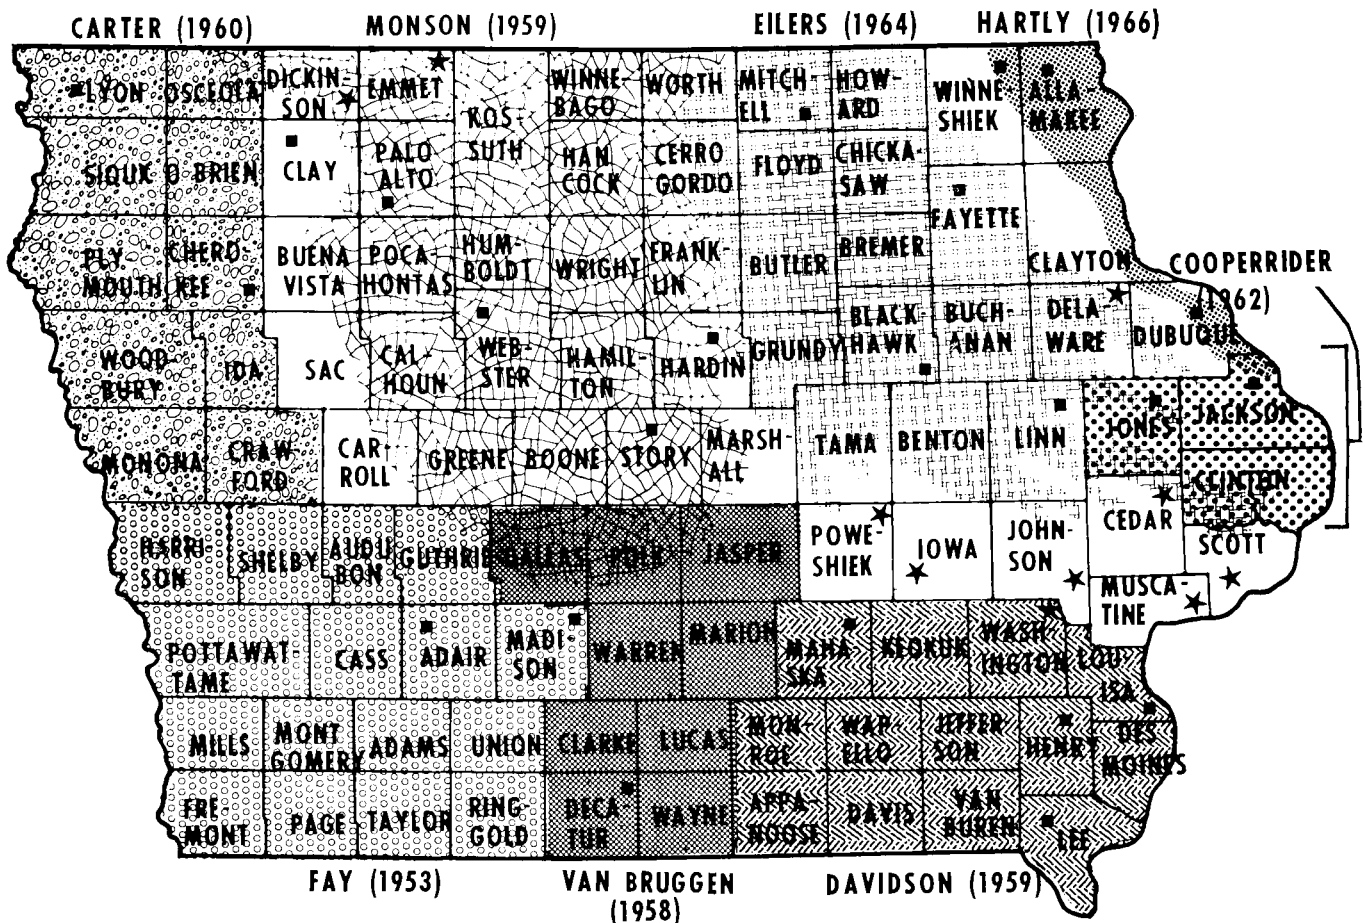 CARTER (1960) MONSON (1959) EILERS (1964) HARTLY (1966)
LYON OSCEOLA DICKIN-
SON EMMET KOS-
SUTH WINNE-
BAGO WORTH MITCH-
ELL HOW-
ARD WINNE-
SHIEK ALLA-
MAKEE
SIOUX O BRIEN CLAY PALO
ALTO HAN
COCK CERRO
GORDO FLOYD CHICKA-
SAW FAYETTE CLAYTON
PLY-
MOUTH CHERO-
KEE BUENA
VISTA POCA-
HONTAS HUM-
BOLDT WRIGHT FRANK-
LIN BUTLER BREMER
COOPERRIDER
(1962)
WOOD-
BURY IDA SAC CAL-
HOUN WEB-
STER HAMIL-
TON HARDIN GRUNDY BLACK-
HAWK BUCH-
ANAN DELA-
WARE DUBUQUE
MONONA CRAW-
FORD CAR-
ROLL GREENE BOONE STORY MARSH-
ALL TAMA BENTON LINN JONES JACKSON
CLINTON
CEDAR
SCOTT
HARRI-
SON SHELBY AUDU
BON GUTHRIE DALLAS POLK JASPER POWE-
SHIEK IOWA JOHN-
SON MUSCA-
TINE
POTTAWAT-
TAME CASS ADAIR MADI-
SON WARREN MARION MAHA-
SKA KEOKUK WASH-
INGTON LOU-
ISA
MILLS MONT
GOMERY ADAMS UNION CLARKE LUCAS MON-
ROE WAP-
ELLO JEFFER-
SON HENRY DES
MOINES
FRE-
MONT PAGE TAYLOR RING-
GOLD DECA-
TUR WAYNE APPA-
NOOSE DAVIS VAN
BUREN LEE
FAY (1953) VAN BRUGGEN
(1958) DAVIDSON (1959)